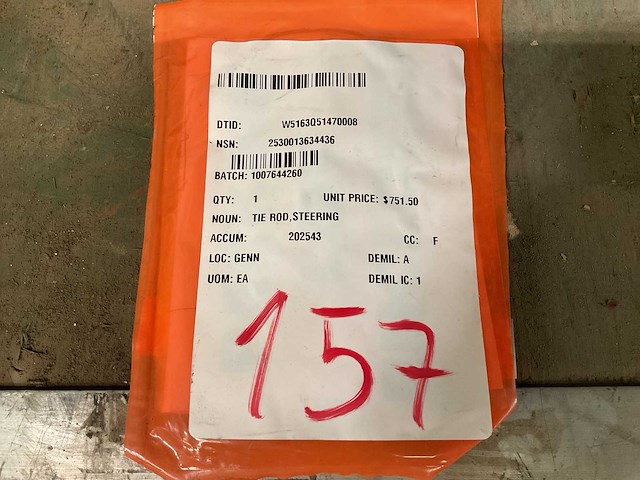 DTID: W5163Q51470008
NSN: 2530013634436
BATCH: 1007644260
QTY: 1 UNIT PRICE: $751.50
NOUN: TIE ROD,STEERING
ACCUM: 202543 CC: F
LOC: GENN DEMIL: A
UOM: EA DEMIL IC: 1
157